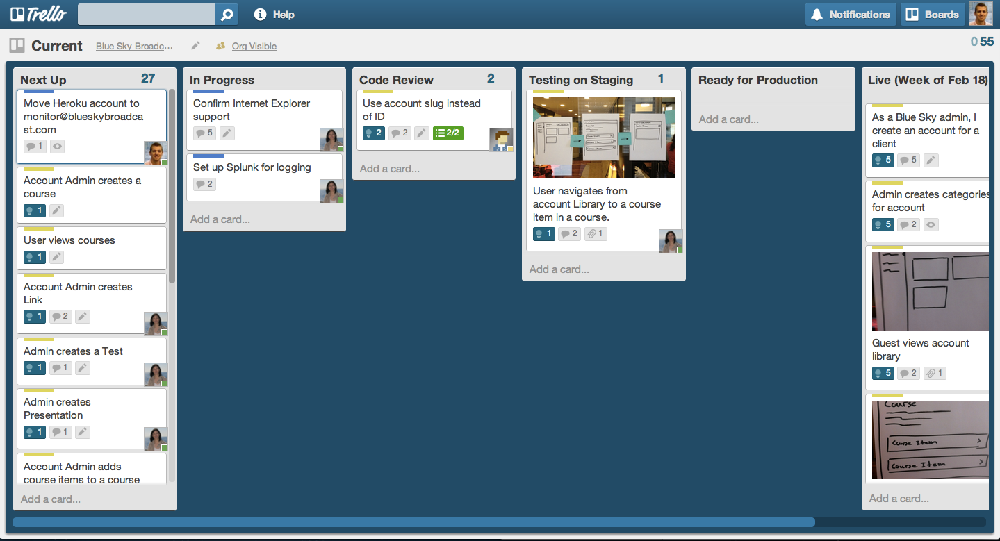 Trello
Help
Notifications
Boards
Current
Blue Sky Broadc...
Org Visible
0 55
Next Up
27
Move Heroku account to
monitor@blueskybroadca
st.com
1
Account Admin creates a
course
1
User views courses
1
Account Admin creates
Link
1 2
Admin creates a Test
1 1
Admin creates
Presentation
1 1
Account Admin adds
course items to a course
Add a card...
In Progress
Confirm Internet Explorer
support
5
Set up Splunk for logging
2
Add a card...
Code Review
2
Use account slug instead
of ID
2 2 2/2
Add a card...
Testing on Staging
1
User navigates from
account Library to a course
item in a course.
1 2 1
Add a card...
Ready for Production
Add a card...
Live (Week of Feb 18)
As a Blue Sky admin, I
create an account for a
client
5 5
Admin creates categories
for account
5 2
Guest views account
library
5 2 1
Course
Course Item
Course Item
Add a card...